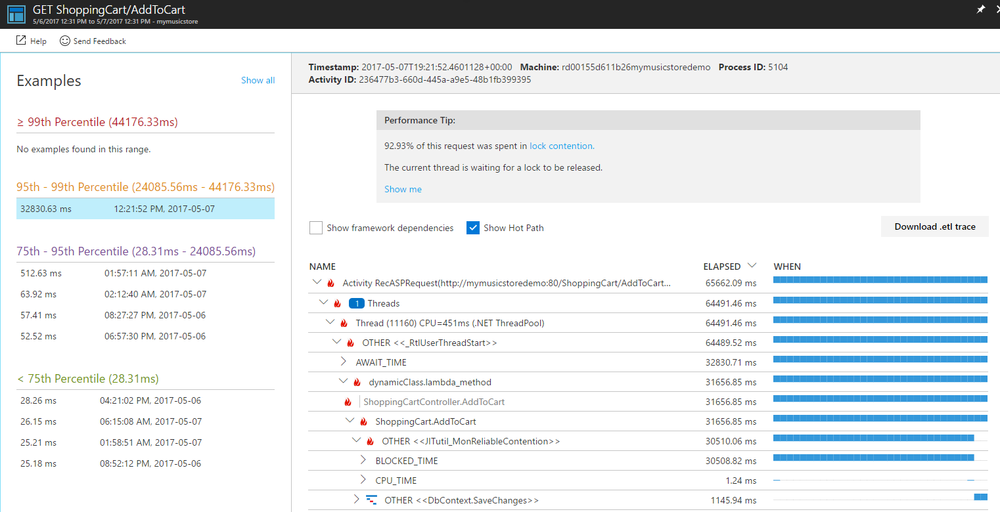 GET ShoppingCart/AddToCart
5/6/2017 12:31 PM to 5/7/2017 12:31 PM - mymusicstore
Help Send Feedback
Examples Show all
≥ 99th Percentile (44176.33ms)
No examples found in this range.
95th - 99th Percentile (24085.56ms - 44176.33ms)
32830.63 ms 12:21:52 PM, 2017-05-07
75th - 95th Percentile (28.31ms - 24085.56ms)
512.63 ms 01:57:11 AM, 2017-05-07
63.92 ms 02:12:40 AM, 2017-05-07
57.41 ms 08:27:27 PM, 2017-05-06
52.52 ms 06:57:30 PM, 2017-05-06
< 75th Percentile (28.31ms)
28.26 ms 04:21:02 PM, 2017-05-06
26.15 ms 06:15:08 AM, 2017-05-07
25.21 ms 01:58:51 AM, 2017-05-07
25.18 ms 08:52:12 PM, 2017-05-06
Timestamp: 2017-05-07T19:21:52.4601128+00:00 Machine: rd00155d611b26mymusicstoredemo Process ID: 5104
Activity ID: 236477b3-660d-445a-a9e5-48b1fb399395
Performance Tip:
92.93% of this request was spent in lock contention.
The current thread is waiting for a lock to be released.
Show me
Show framework dependencies Show Hot Path Download .etl trace
NAME ELAPSED WHEN
Activity RecASPRequest(http://mymusicstoredemo:80/ShoppingCart/AddToCart... 65662.09 ms
1 Threads 64491.46 ms
Thread (11160) CPU=451ms (.NET ThreadPool) 64491.46 ms
OTHER <<_RtlUserThreadStart>> 64489.52 ms
AWAIT_TIME 32830.71 ms
dynamicClass.lambda_method 31656.85 ms
ShoppingCartController.AddToCart 31656.85 ms
ShoppingCart.AddToCart 31656.85 ms
OTHER <<JITutil_MonReliableContention>> 30510.06 ms
BLOCKED_TIME 30508.82 ms
CPU_TIME 1.24 ms
OTHER <<DbContext.SaveChanges>> 1145.94 ms